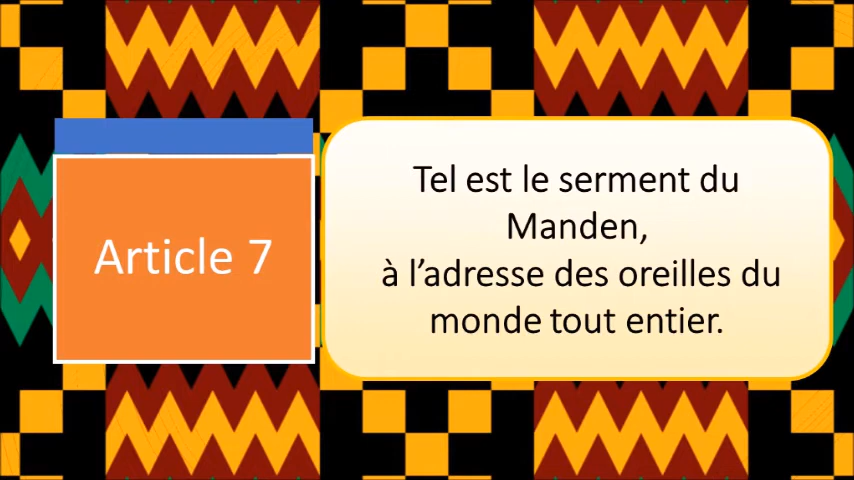 Article 7
Tel est le serment du
Manden,
à l’adresse des oreilles du
monde tout entier.